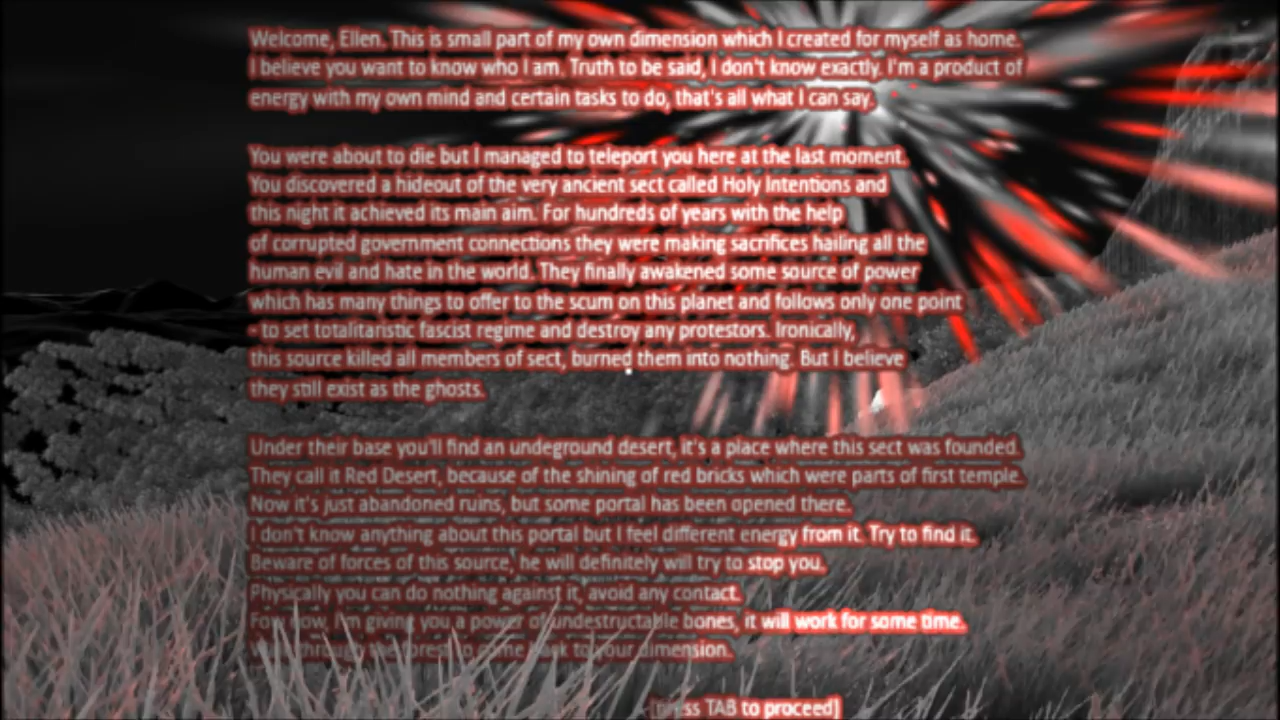 Welcome, Ellen. This is small part of my own dimension which I created for myself as home.
I believe you want to know who I am. Truth to be said, I don't know exactly. I'm a product of
energy with my own mind and certain tasks to do, that's all what I can say.
You were about to die but I managed to teleport you here at the last moment.
You discovered a hideout of the very ancient sect called Holy Intentions and
this night it achieved its main aim. For hundreds of years with the help
of corrupted government connections they were making sacrifices hailing all the
human evil and hate in the world. They finally awakened some source of power
which has many things to offer to the scum on this planet and follows only one point
- to set totalitaristic fascist regime and destroy any protestors. Ironically,
this source killed all members of sect, burned them into nothing. But I believe
they still exist as the ghosts.
Under their base you'll find an undeground desert, it's a place where this sect was founded.
They call it Red Desert, because of the shining of red bricks which were parts of first temple.
Now it's just abandoned ruins, but some portal has been opened there.
I don't know anything about this portal but I feel different energy from it. Try to find it.
Beware of forces of this source, he will definitely will try to stop you.
Physically you can do nothing against it, avoid any contact.
Fow now, I'm giving you a power of undestructable bones, it will work for some time.
Walk through the forest to come back to your dimension.
[press TAB to proceed]